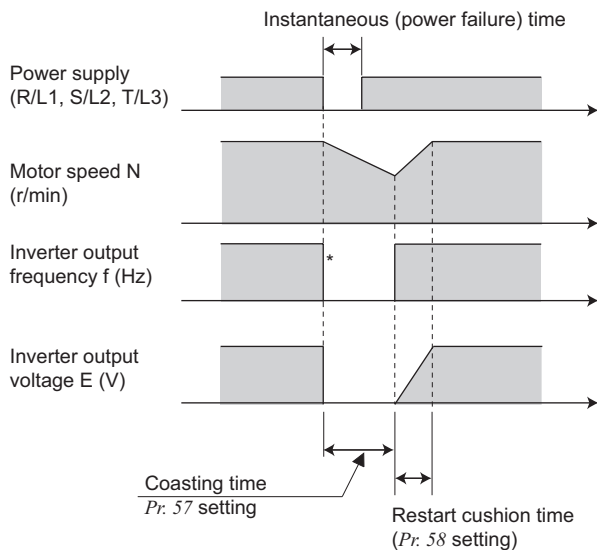 Instantaneous (power failure) time
Power supply
(R/L1, S/L2, T/L3)
Motor speed N
(r/min)
Inverter output
frequency f (Hz)
*
Inverter output
voltage E (V)
Coasting time
Pr. 57 setting
Restart cushion time
(Pr. 58 setting)